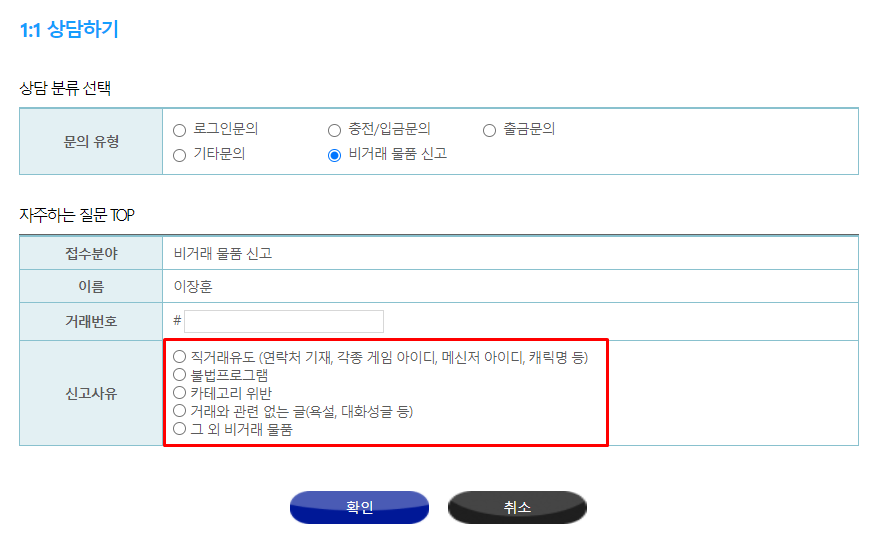 1:1 상담하기
상담 분류 선택
문의 유형
로그인문의 충전/입금문의 출금문의
기타문의 비거래 물품 신고
자주하는 질문 TOP
접수분야 비거래 물품 신고
이름 이장훈
거래번호 #
신고사유
직거래유도 (연락처 기재, 각종 게임 아이디, 메신저 아이디, 캐릭명 등)
불법프로그램
카테고리 위반
거래와 관련 없는 글(욕설, 대화성글 등)
그 외 비거래 물품
확인 취소